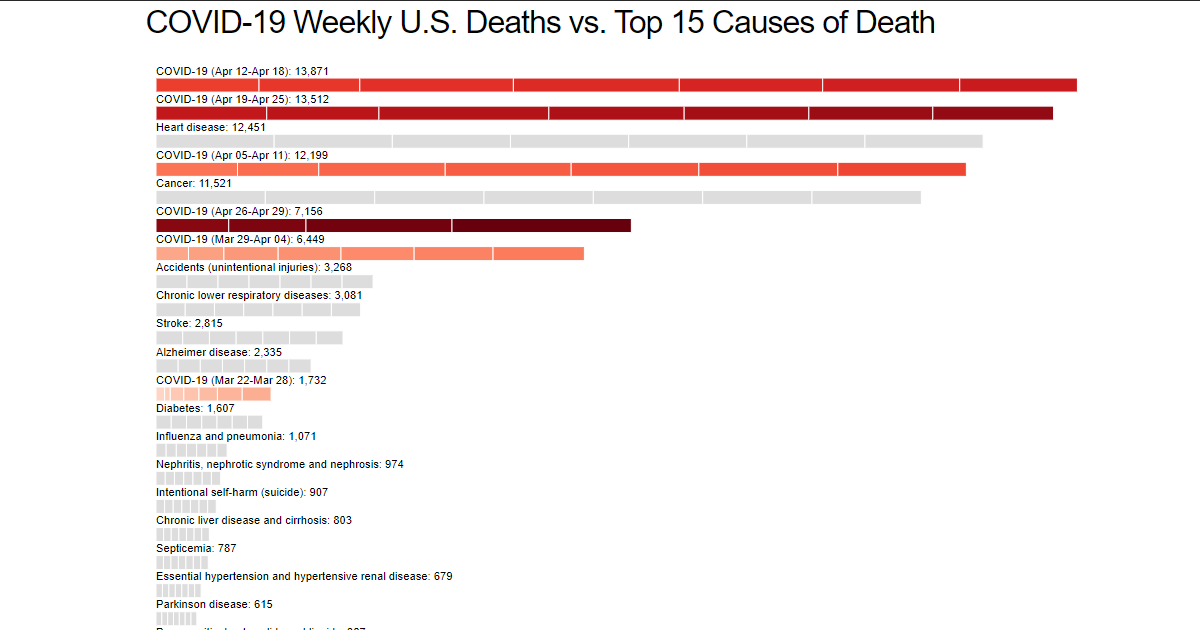 COVID-19 Weekly U.S. Deaths vs. Top 15 Causes of Death
COVID-19 (Apr 12-Apr 18): 13,871
COVID-19 (Apr 19-Apr 25): 13,512
Heart disease: 12,451
COVID-19 (Apr 05-Apr 11): 12,199
Cancer: 11,521
COVID-19 (Apr 26-Apr 29): 7,156
COVID-19 (Mar 29-Apr 04): 6,449
Accidents (unintentional injuries): 3,268
Chronic lower respiratory diseases: 3,081
Stroke: 2,815
Alzheimer disease: 2,335
COVID-19 (Mar 22-Mar 28): 1,732
Diabetes: 1,607
Influenza and pneumonia: 1,071
Nephritis, nephrotic syndrome and nephrosis: 974
Intentional self-harm (suicide): 907
Chronic liver disease and cirrhosis: 803
Septicemia: 787
Essential hypertension and hypertensive renal disease: 679
Parkinson disease: 615